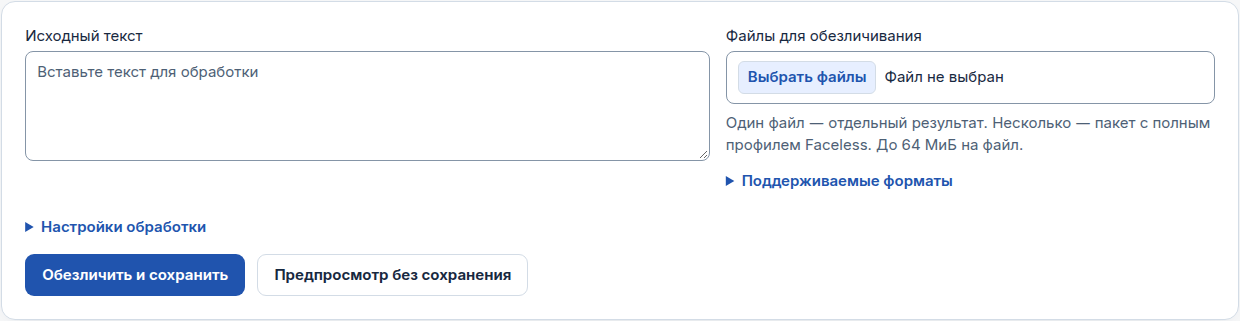 Исходный текст
Вставьте текст для обработки
Файлы для обезличивания
Выбрать файлы Файл не выбран
Один файл — отдельный результат. Несколько — пакет с полным
профилем Faceless. До 64 МиБ на файл.
Поддерживаемые форматы
Настройки обработки
Обезличить и сохранить Предпросмотр без сохранения